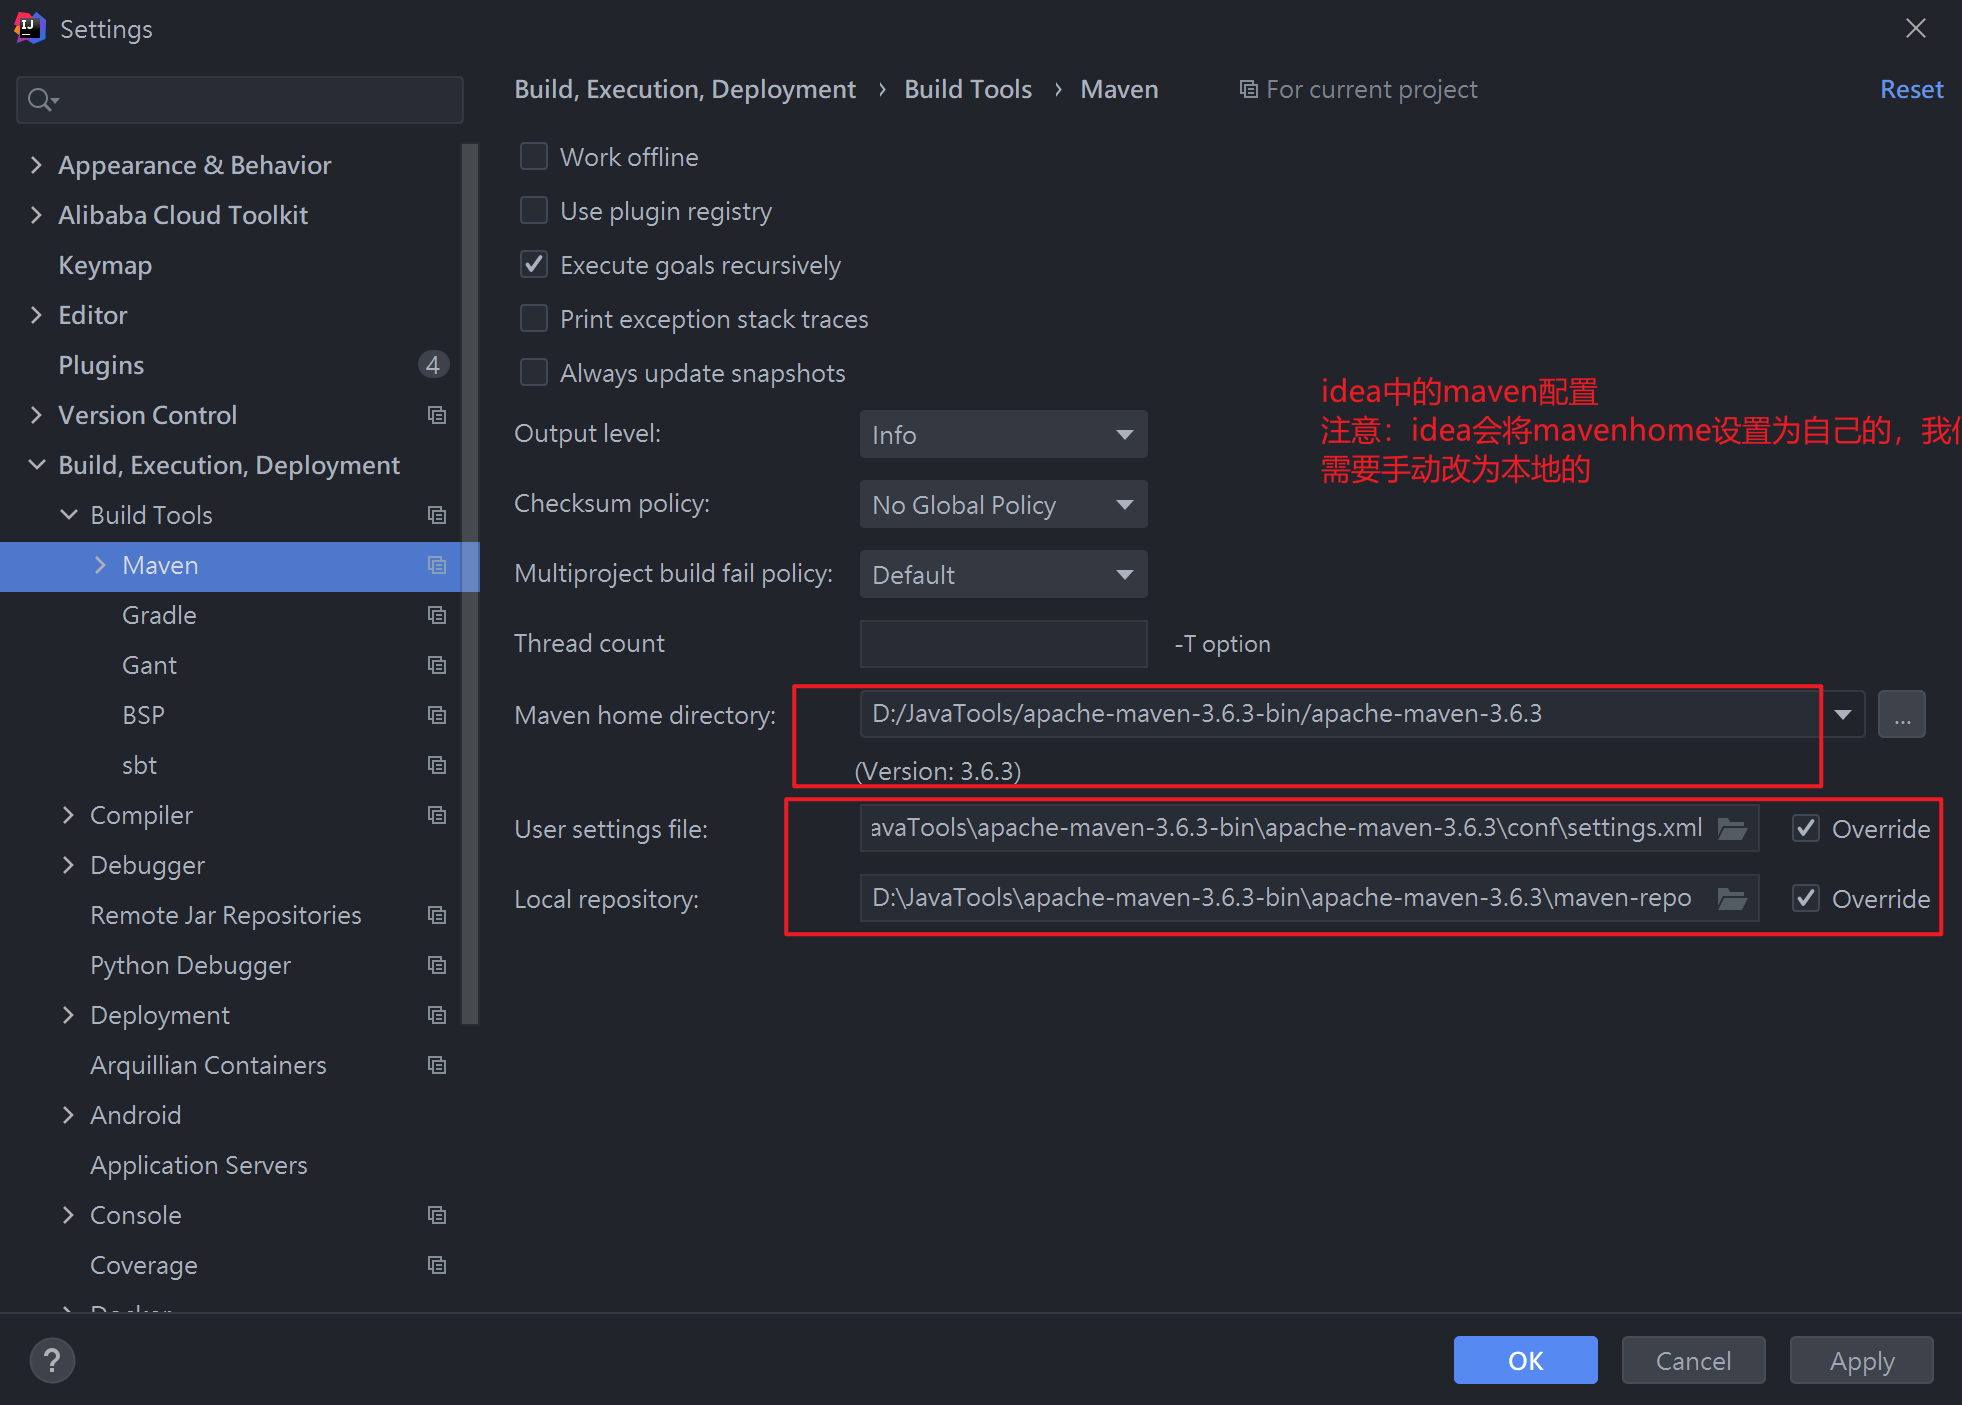 Settings
Appearance & Behavior
Alibaba Cloud Toolkit
Keymap
Editor
Plugins 4
Version Control
Build, Execution, Deployment
Build Tools
Maven
Gradle
Gant
BSP
sbt
Compiler
Debugger
Remote Jar Repositories
Python Debugger
Deployment
Arquillian Containers
Android
Application Servers
Console
Coverage
Docker
Build, Execution, Deployment › Build Tools › Maven For current project Reset
Work offline
Use plugin registry
Execute goals recursively
Print exception stack traces
Always update snapshots
Output level: Info
Checksum policy: No Global Policy
Multiproject build fail policy: Default
Thread count -T option
Maven home directory: D:/JavaTools/apache-maven-3.6.3-bin/apache-maven-3.6.3 ...
(Version: 3.6.3)
User settings file: avaTools\apache-maven-3.6.3-bin\apache-maven-3.6.3\conf\settings.xml Override
Local repository: D:\JavaTools\apache-maven-3.6.3-bin\apache-maven-3.6.3\maven-repo Override
idea中的maven配置
注意：idea会将mavenhome设置为自己的，我们
需要手动改为本地的
? OK Cancel Apply